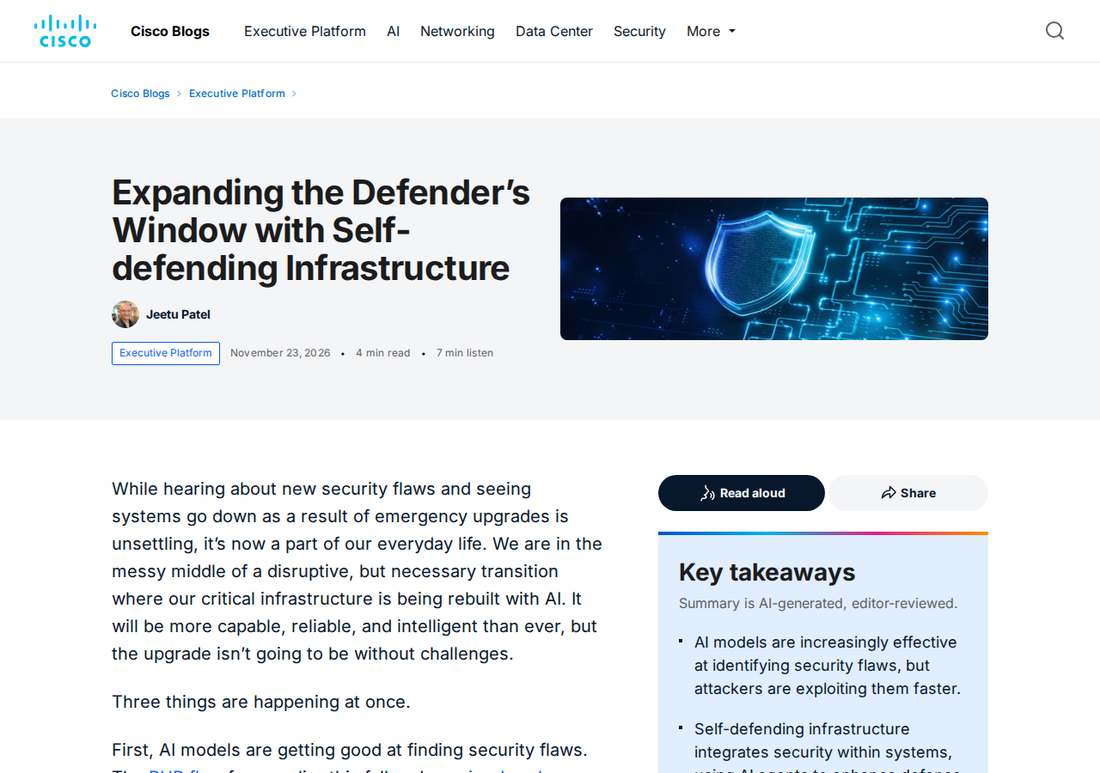 CISCO
Cisco Blogs
Executive Platform
AI
Networking
Data Center
Security
More
Cisco Blogs > Executive Platform >
Expanding the Defender’s
Window with Self-
defending Infrastructure
Jeetu Patel
Executive Platform
November 23, 2026 • 4 min read • 7 min listen
While hearing about new security flaws and seeing
systems go down as a result of emergency upgrades is
unsettling, it’s now a part of our everyday life. We are in the
messy middle of a disruptive, but necessary transition
where our critical infrastructure is being rebuilt with AI. It
will be more capable, reliable, and intelligent than ever, but
the upgrade isn’t going to be without challenges.
Three things are happening at once.
First, AI models are getting good at finding security flaws.
Read aloud
Share
Key takeaways
Summary is AI-generated, editor-reviewed.
AI models are increasingly effective
at identifying security flaws, but
attackers are exploiting them faster.
Self-defending infrastructure
integrates security within systems,
using AI agents to enhance defense